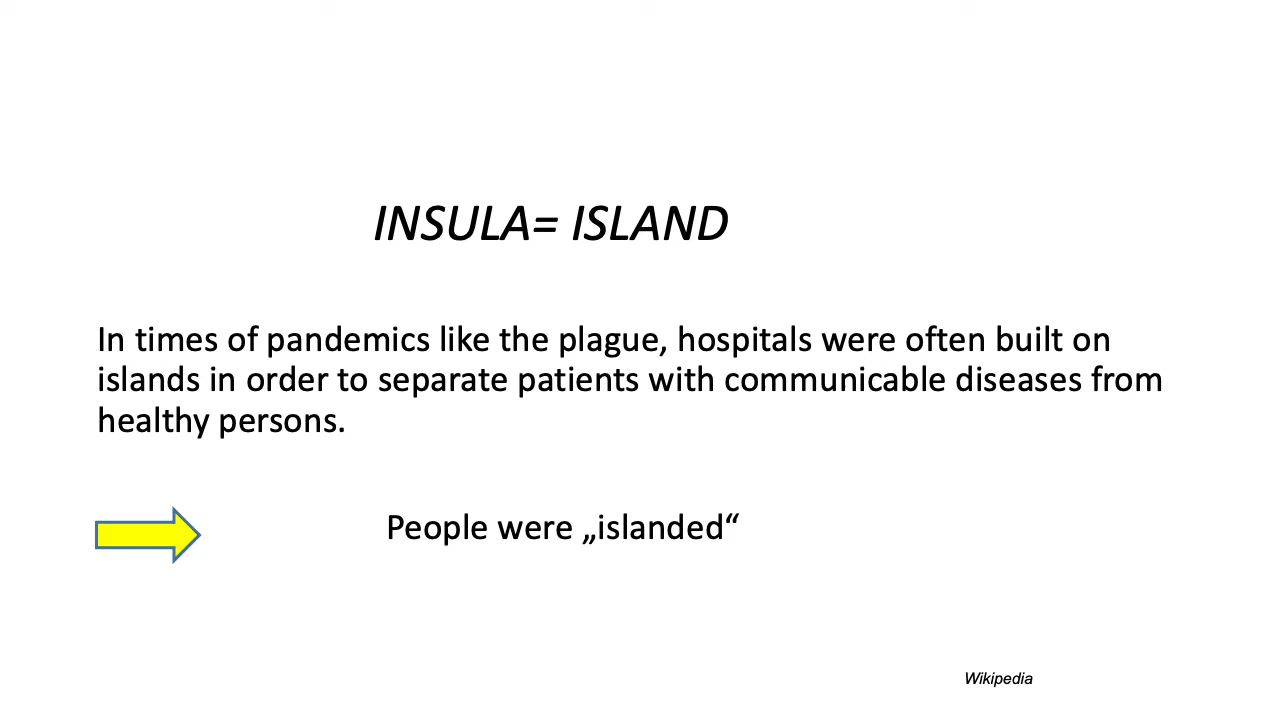 INSULA= ISLAND
In times of pandemics like the plague, hospitals were often built on
islands in order to separate patients with communicable diseases from
healthy persons.
People were „islanded“
Wikipedia